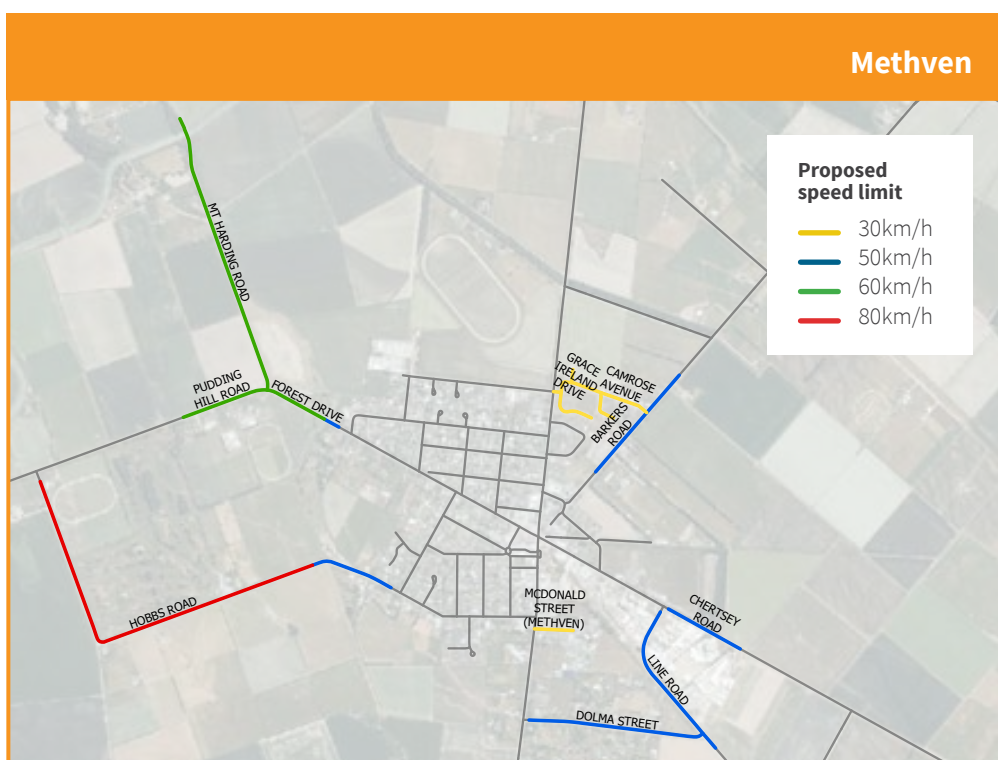 Methven
Proposed
speed limit
30km/h
50km/h
60km/h
80km/h
MT HARDING ROAD
PUDDING
HILL ROAD
FOREST DRIVE
GRACE
IRELAND
DRIVE
CAMROSE
AVENUE
BARKERS
ROAD
HOBBS ROAD
MCDONALD
STREET
(METHVEN)
CHERTSEY
ROAD
LINE ROAD
DOLMA STREET